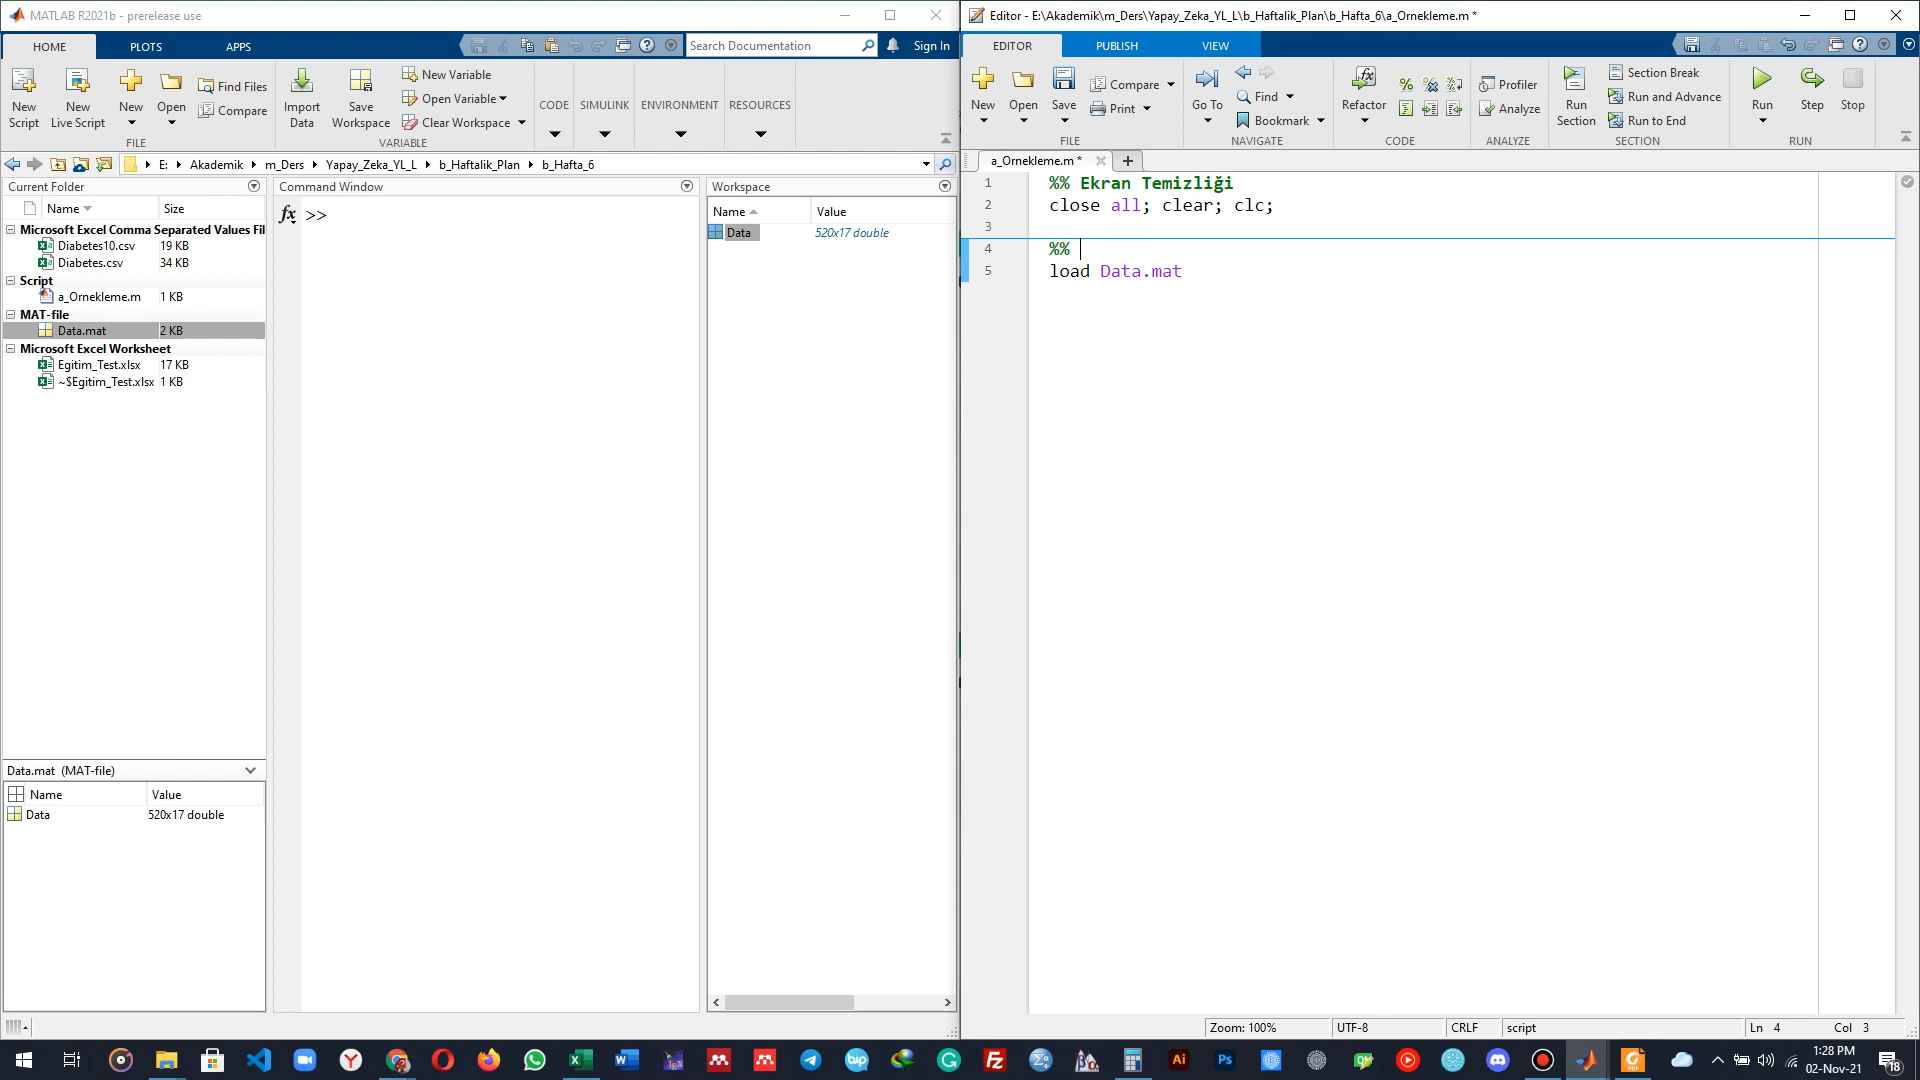 MATLAB R2021b - prerelease use
HOME PLOTS APPS
Search Documentation
Sign In
New Script
New Live Script
New
Open
Find Files
Compare
FILE
Import Data
Save Workspace
New Variable
Open Variable
Clear Workspace
VARIABLE
CODE
SIMULINK
ENVIRONMENT
RESOURCES
E: Akademik m_Ders Yapay_Zeka_YL_L b_Haftalik_Plan b_Hafta_6
Current Folder
Name Size
Microsoft Excel Comma Separated Values Fil
Diabetes10.csv 19 KB
Diabetes.csv 34 KB
Script
a_Ornekleme.m 1 KB
MAT-file
Data.mat 2 KB
Microsoft Excel Worksheet
Egitim_Test.xlsx 17 KB
~$Egitim_Test.xlsx 1 KB
Data.mat (MAT-file)
Name Value
Data 520x17 double
Command Window
fx >>
Workspace
Name Value
Data 520x17 double
Editor - E:\Akademik\m_Ders\Yapay_Zeka_YL_L\b_Haftalik_Plan\b_Hafta_6\a_Ornekleme.m *
EDITOR PUBLISH VIEW
New
Open
Save
Compare
Print
FILE
Go To
Find
Bookmark
NAVIGATE
Refactor
CODE
Profiler
Analyze
ANALYZE
Run Section
Section Break
Run and Advance
Run to End
SECTION
Run
Step
Stop
RUN
a_Ornekleme.m *
1 %% Ekran Temizliği
2 close all; clear; clc;
3
4 %%
5 load Data.mat
Zoom: 100% UTF-8 CRLF script Ln 4 Col 3
1:28 PM
02-Nov-21
18